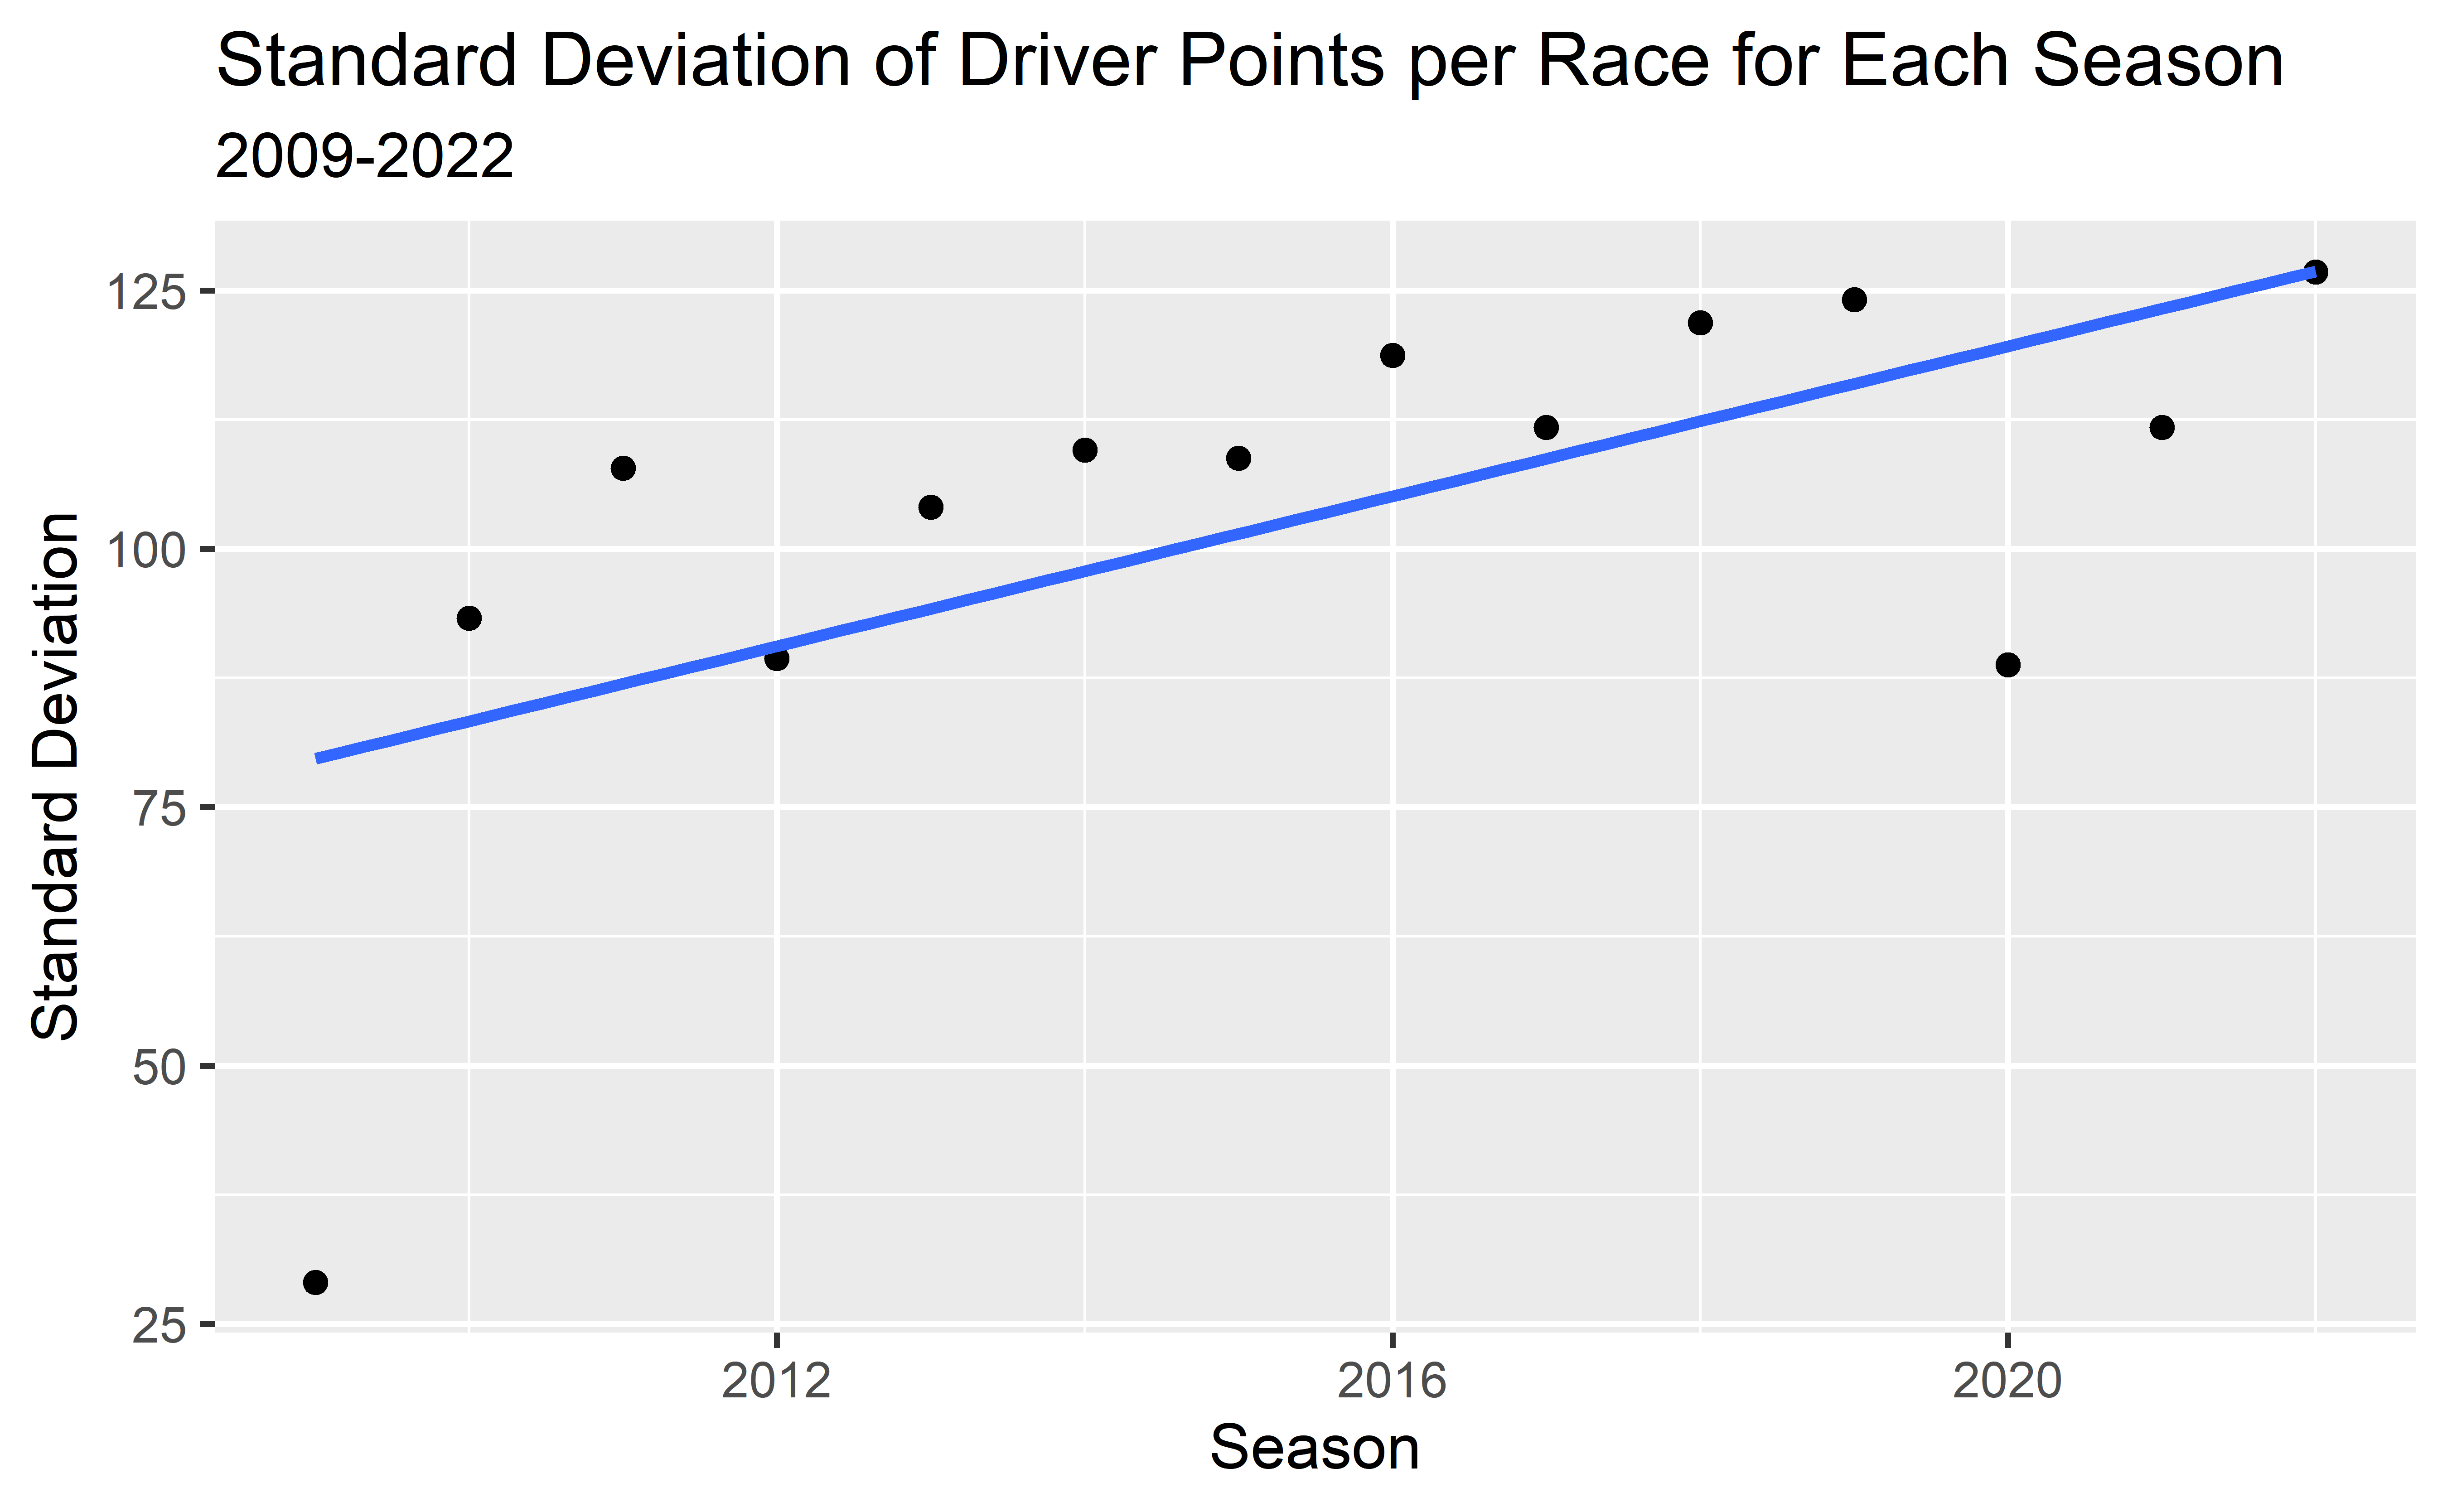 Standard Deviation of Driver Points per Race for Each Season
2009-2022
Standard Deviation
125
100
75
50
25
2012 2016 2020
Season